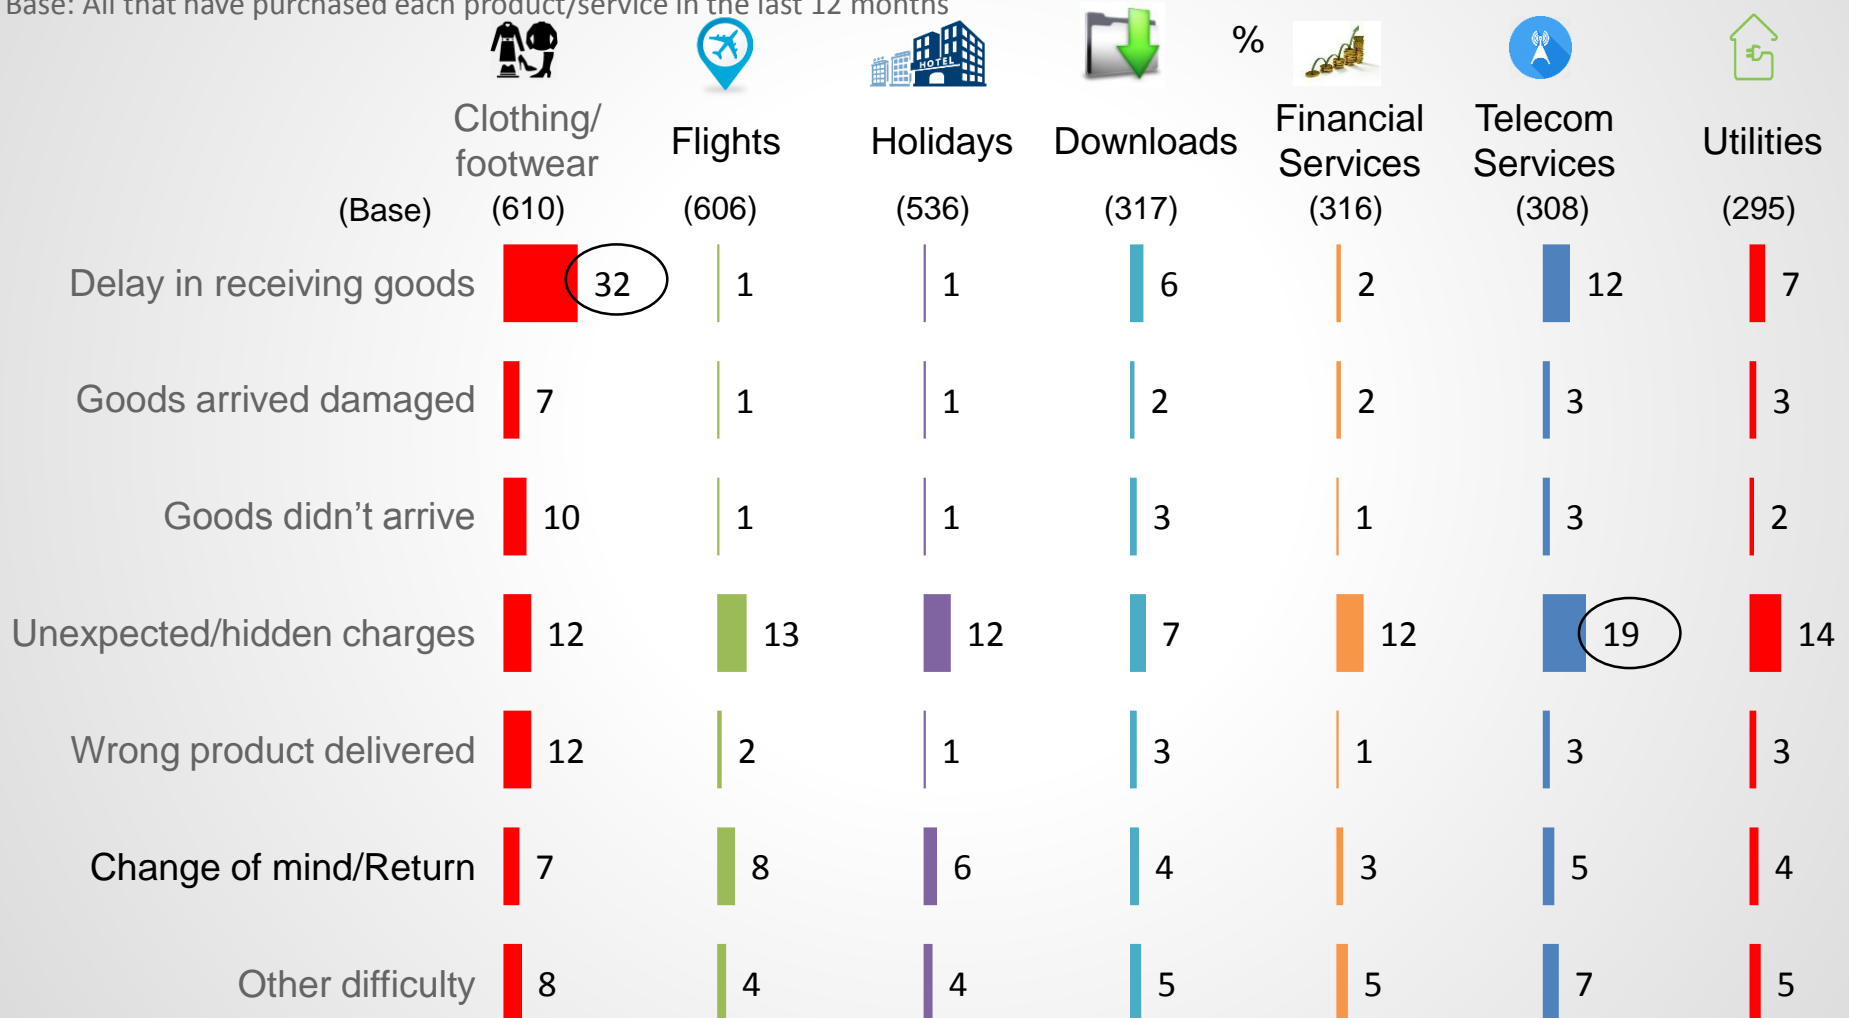 Base: All that have purchased each product/service in the last 12 months
%
HOTEL
Clothing/
footwear
Flights
Holidays
Downloads
Financial
Services
Telecom
Services
Utilities
(Base) (610) (606) (536) (317) (316) (308) (295)
Delay in receiving goods 32 1 1 6 2 12 7
Goods arrived damaged 7 1 1 2 2 3 3
Goods didn’t arrive 10 1 1 3 1 3 2
Unexpected/hidden charges 12 13 12 7 12 19 14
Wrong product delivered 12 2 1 3 1 3 3
Change of mind/Return 7 8 6 4 3 5 4
Other difficulty 8 4 4 5 5 7 5